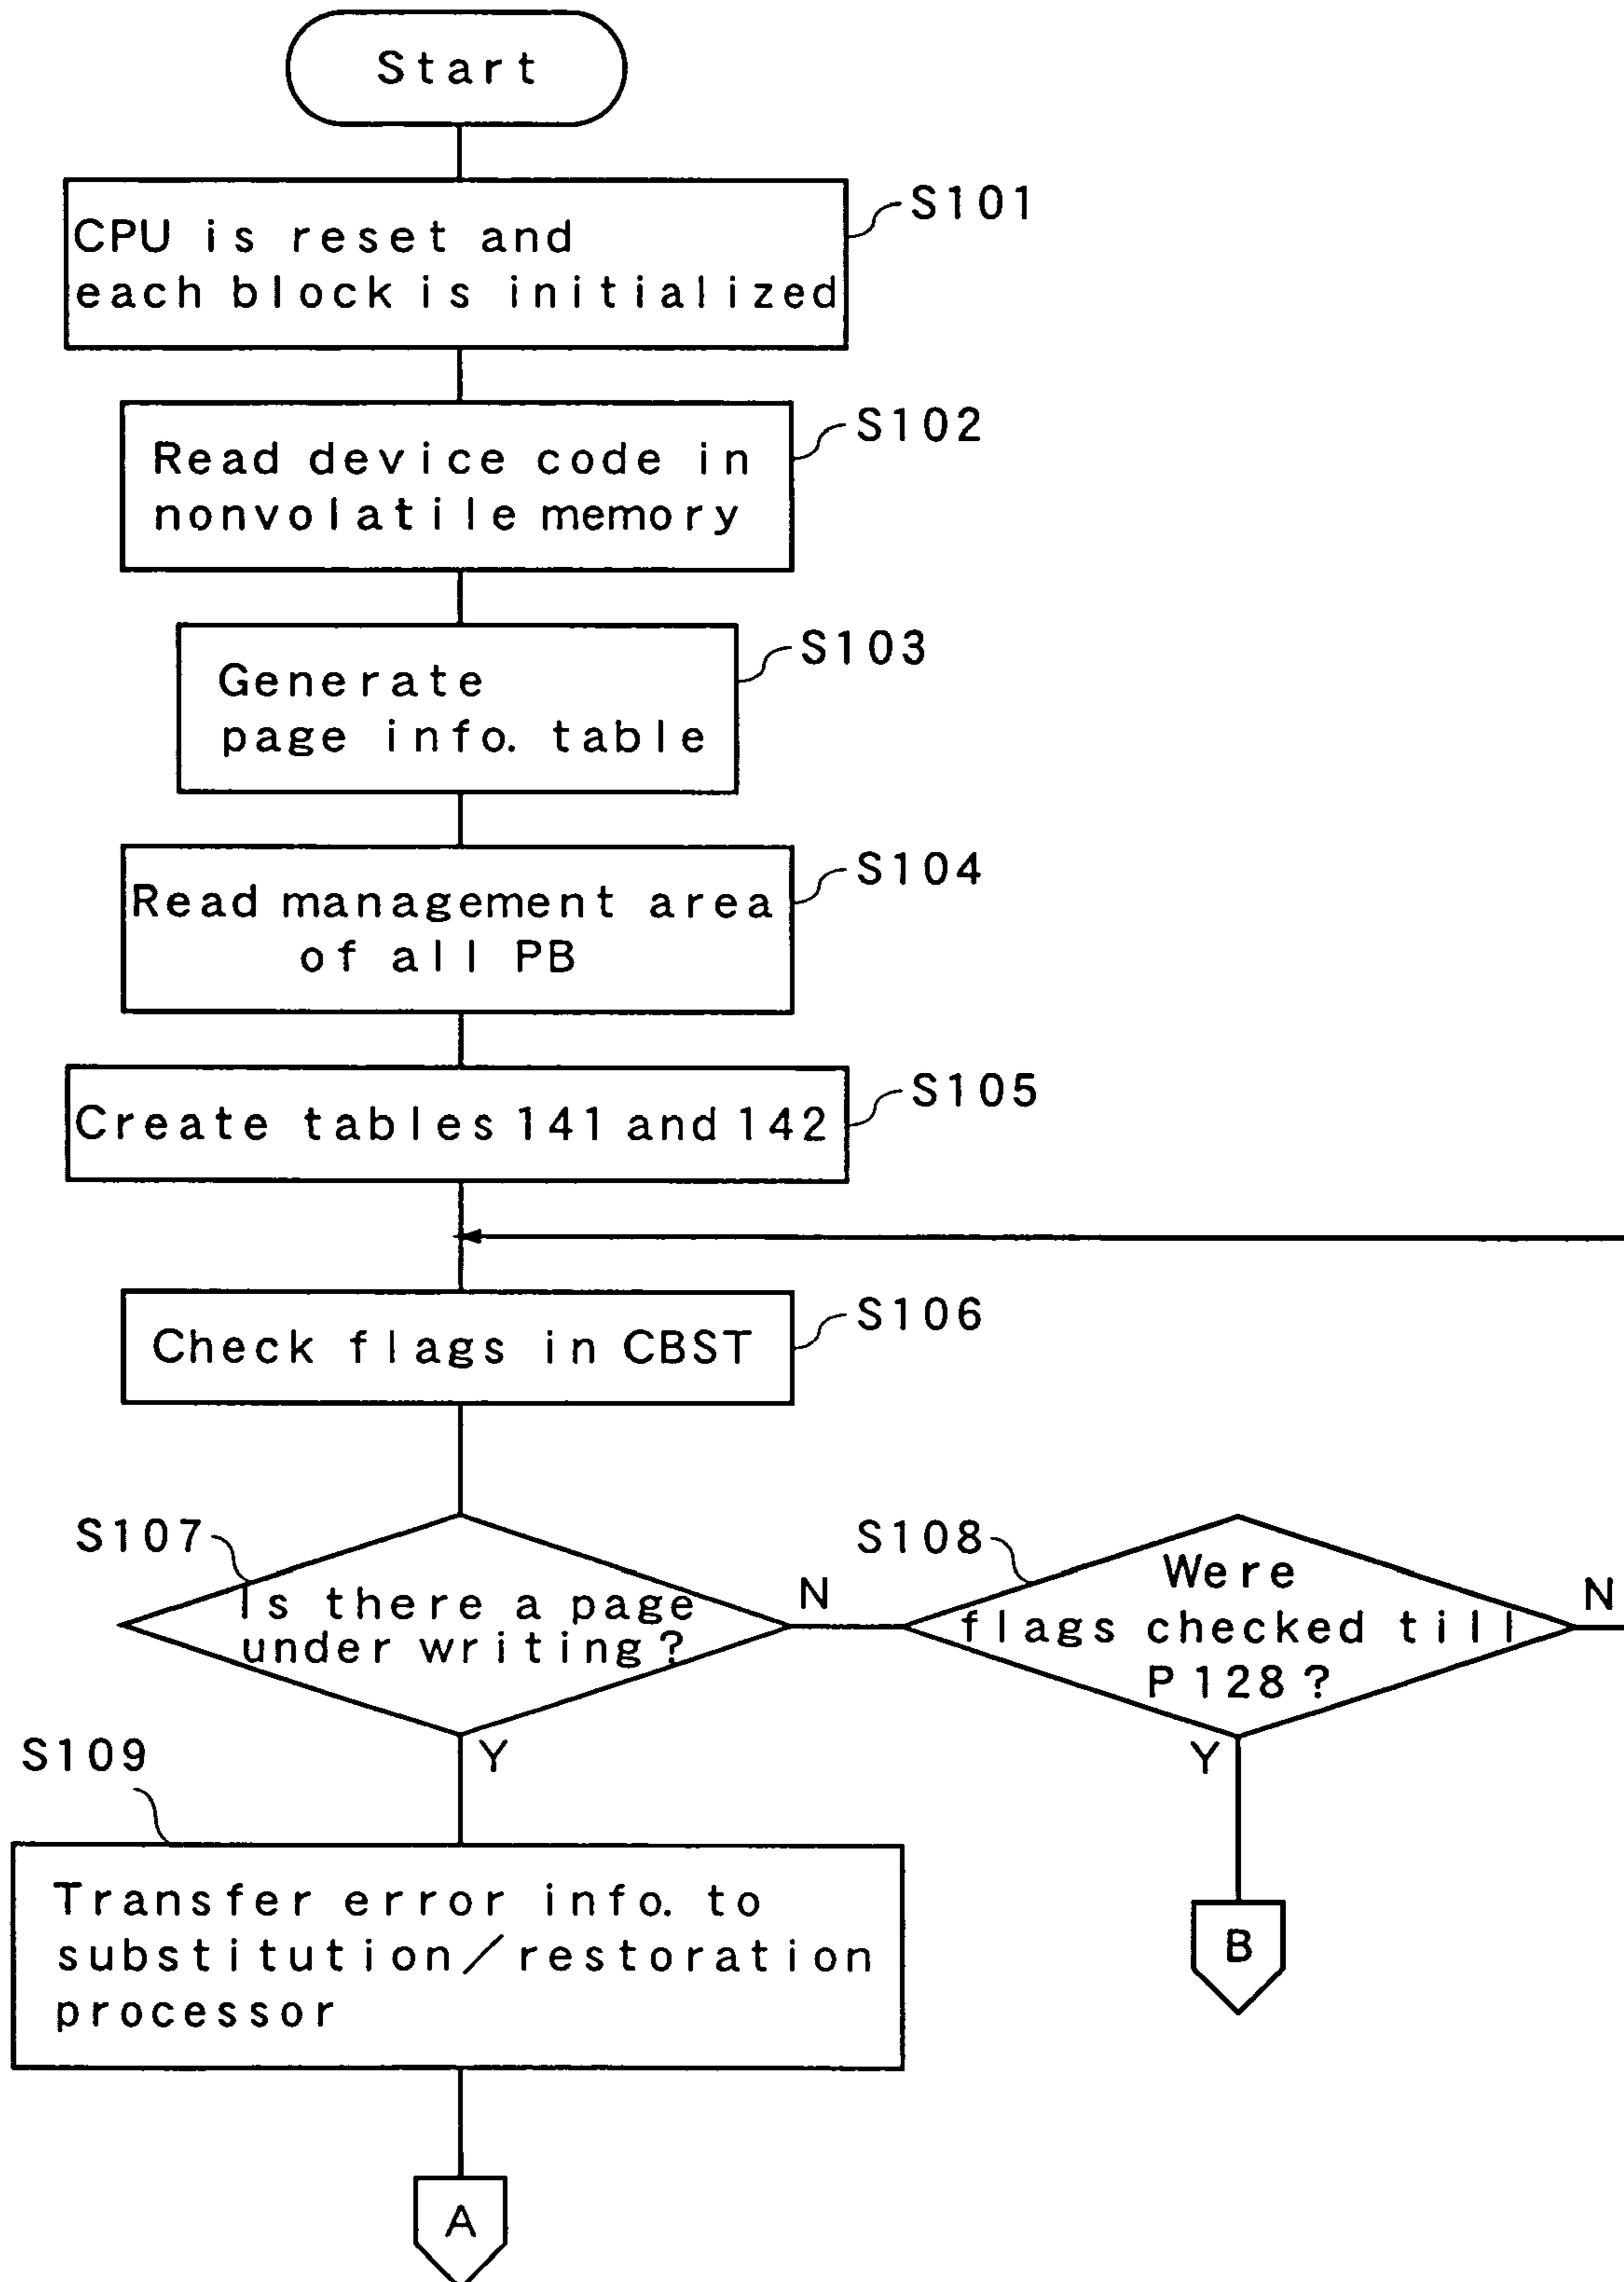 Start
S101
CPU is reset and
each block is initialized
S102
Read device code in
nonvolatile memory
S103
Generate
page info. table
S104
Read management area
of all PB
S105
Create tables 141 and 142
S106
Check flags in CBST
S107
Is there a page
under writing?
N
Y
S108
Were
flags checked till
P128?
N
Y
S109
Transfer error info. to
substitution/restoration
processor
B
A